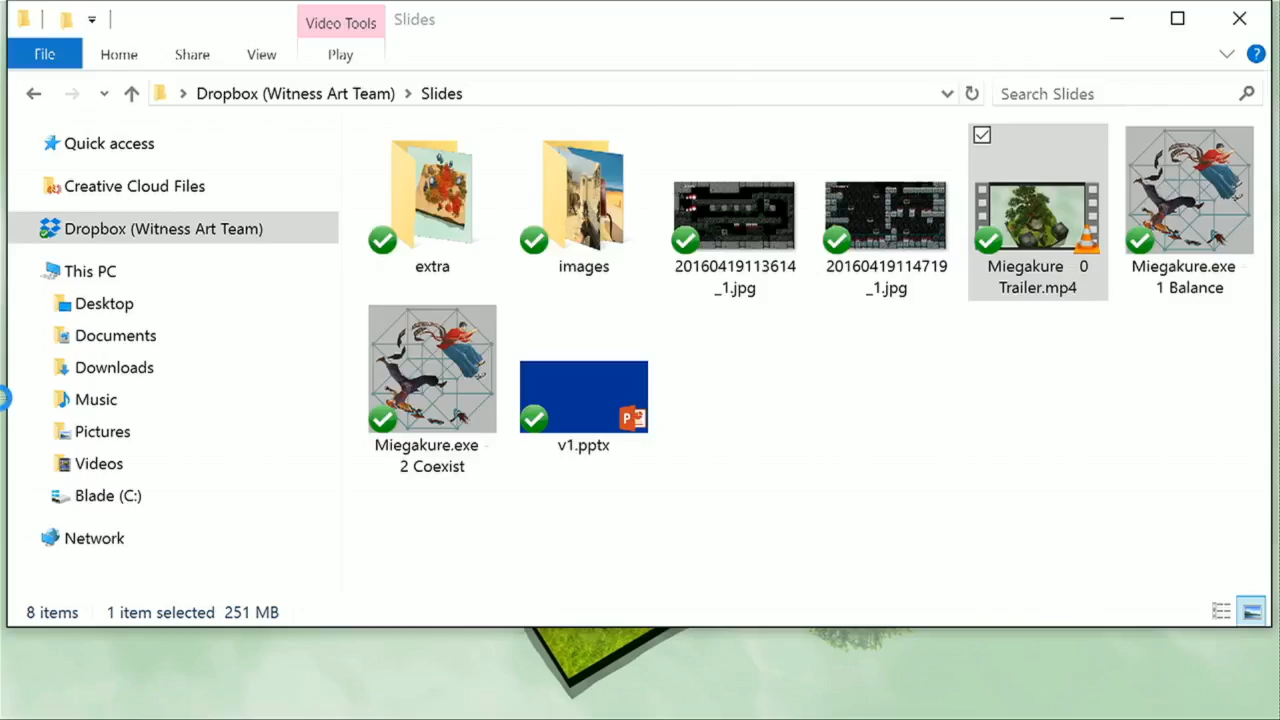 Video Tools
Slides
File
Home
Share
View
Play
?
Dropbox (Witness Art Team)
Slides
Search Slides
Quick access
Creative Cloud Files
Dropbox (Witness Art Team)
This PC
Desktop
Documents
Downloads
Music
Pictures
Videos
Blade (C:)
Network
extra
images
20160419113614
_1.jpg
20160419114719
_1.jpg
Miegakure - 0
Trailer.mp4
Miegakure.exe -
1 Balance
Miegakure.exe -
2 Coexist
v1.pptx
8 items
1 item selected 251 MB